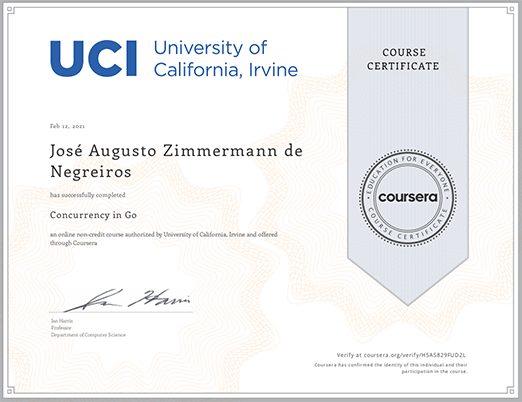 UCI University of
California, Irvine
COURSE
CERTIFICATE
Feb 12, 2021
José Augusto Zimmermann de
Negreiros
has successfully completed
Concurrency in Go
an online non-credit course authorized by University of California, Irvine and offered
through Coursera
EDUCATION FOR EVERYONE
coursera
COURSE CERTIFICATE
Ian Harris
Professor
Department of Computer Science
Verify at coursera.org/verify/HSAS829FUD2L
Coursera has confirmed the identity of this individual and their
participation in the course.